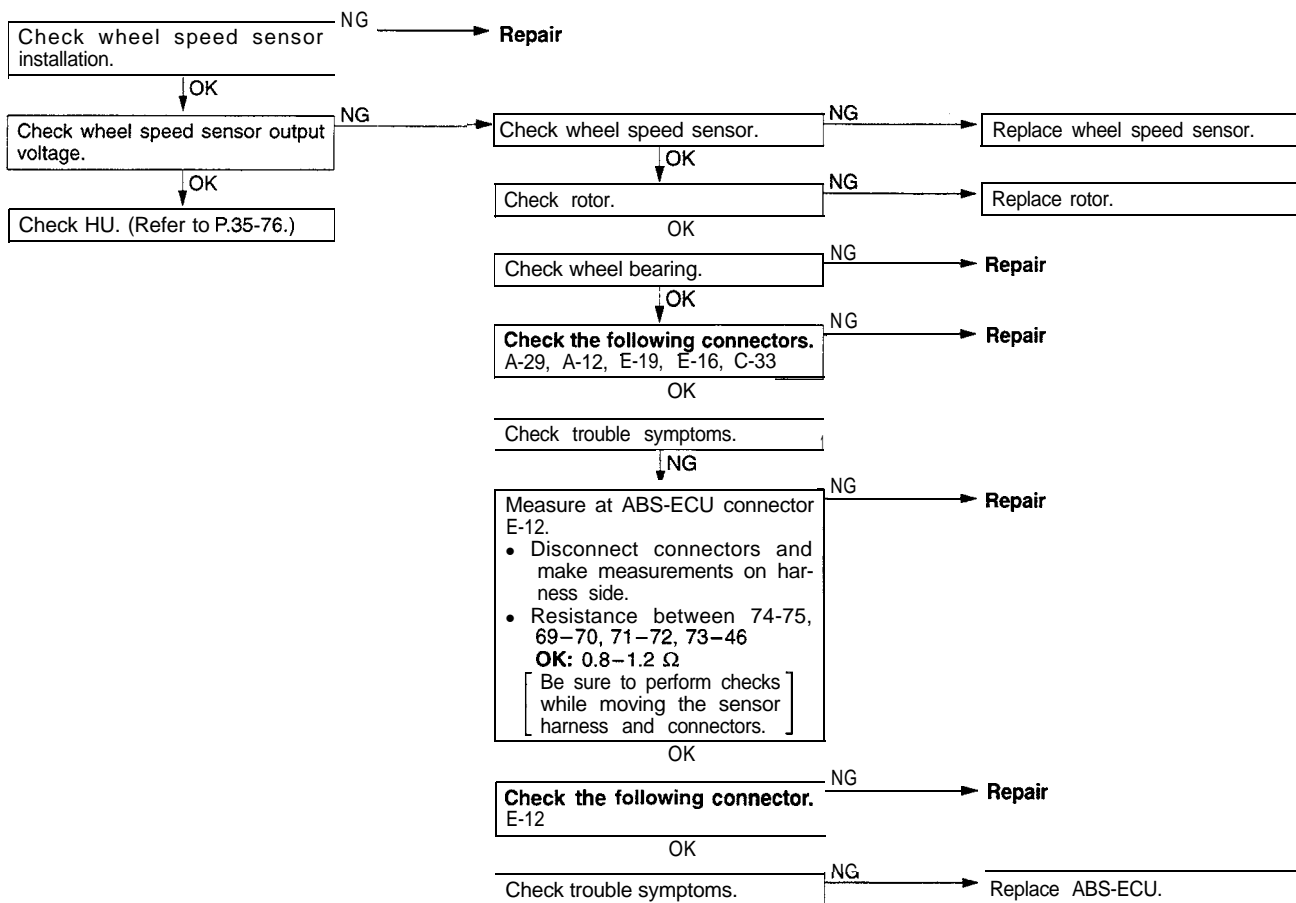 NG
Check wheel speed sensor
installation.
Repair
OK
Check wheel speed sensor output
voltage.
NG
Check wheel speed sensor.
NG
Replace wheel speed sensor.
OK
OK
Check HU. (Refer to P.35-76.)
Check rotor.
NG
Replace rotor.
OK
Check wheel bearing.
NG
Repair
OK
Check the following connectors.
A-29, A-12, E-19, E-16, C-33
NG
Repair
OK
Check trouble symptoms.
NG
Measure at ABS-ECU connector
E-12.
• Disconnect connectors and
make measurements on har-
ness side.
• Resistance between 74-75,
69–70, 71–72, 73–46
OK: 0.8–1.2 Ω
[ Be sure to perform checks
while moving the sensor
harness and connectors. ]
NG
Repair
OK
Check the following connector.
E-12
NG
Repair
OK
Check trouble symptoms.
NG
Replace ABS-ECU.